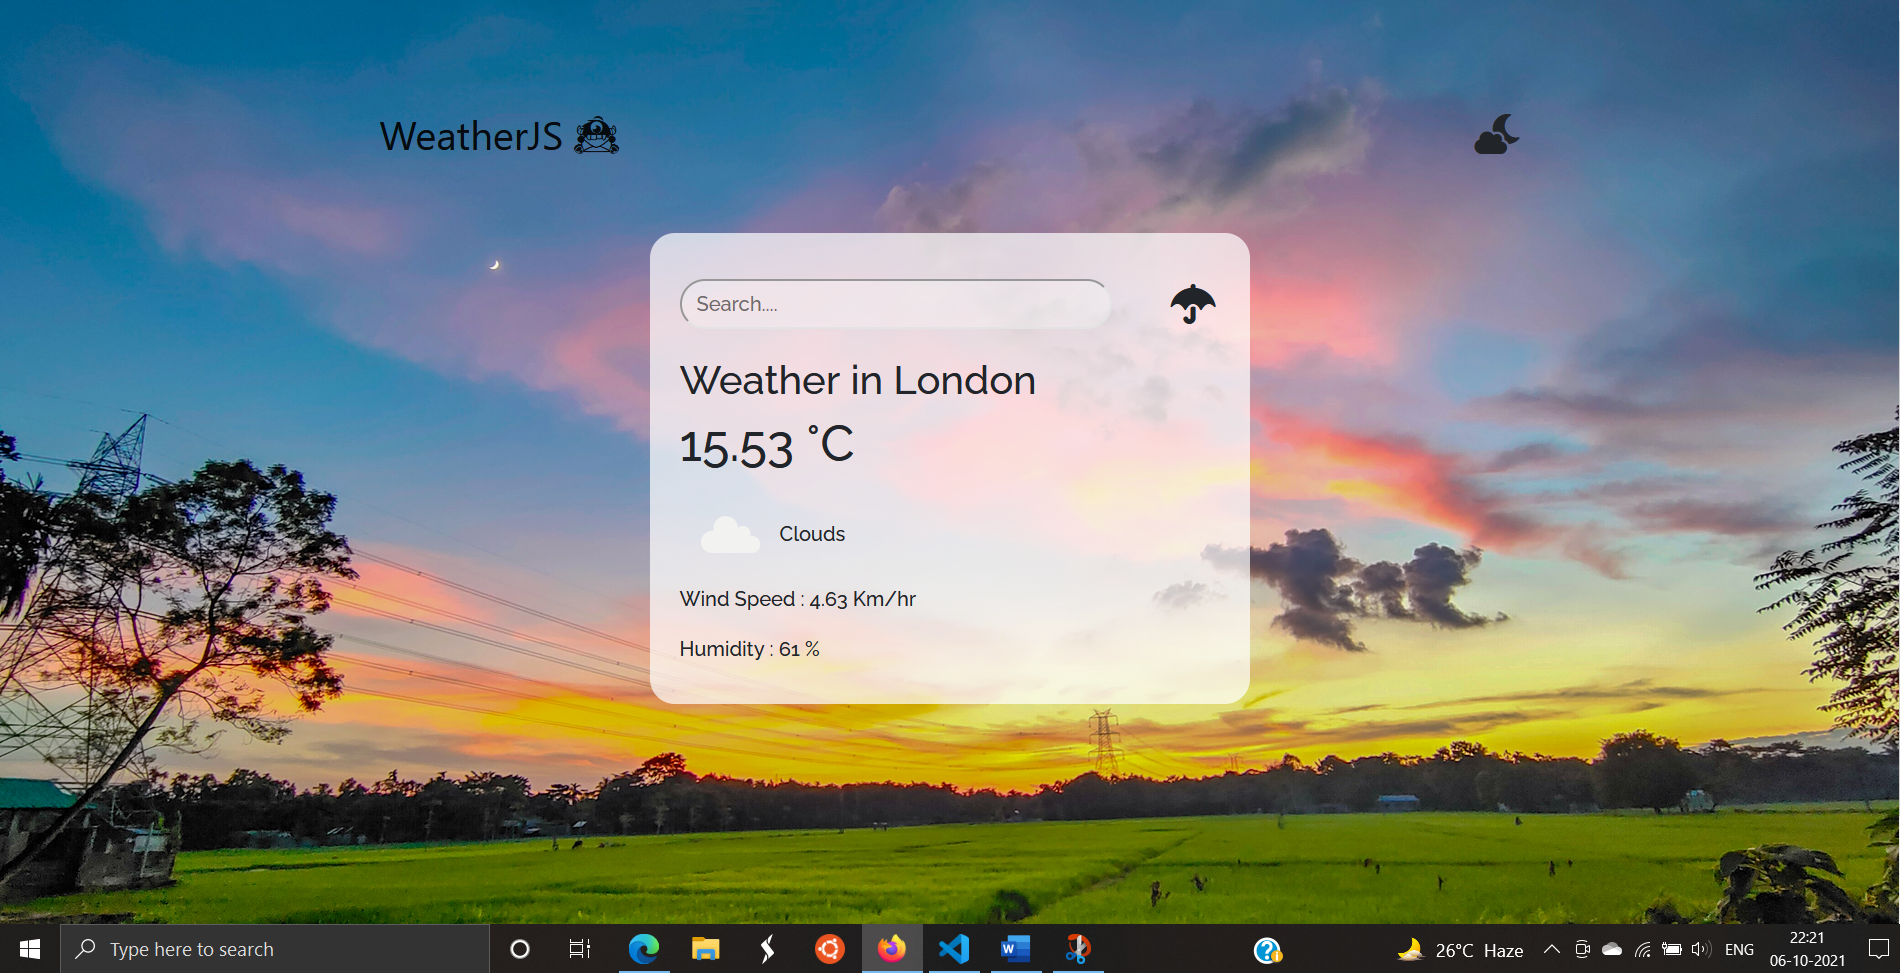 WeatherJS
Search....
Weather in London
15.53 °C
Clouds
Wind Speed : 4.63 Km/hr
Humidity : 61 %
Type here to search
W
26°C Haze
ENG
22:21
06-10-2021